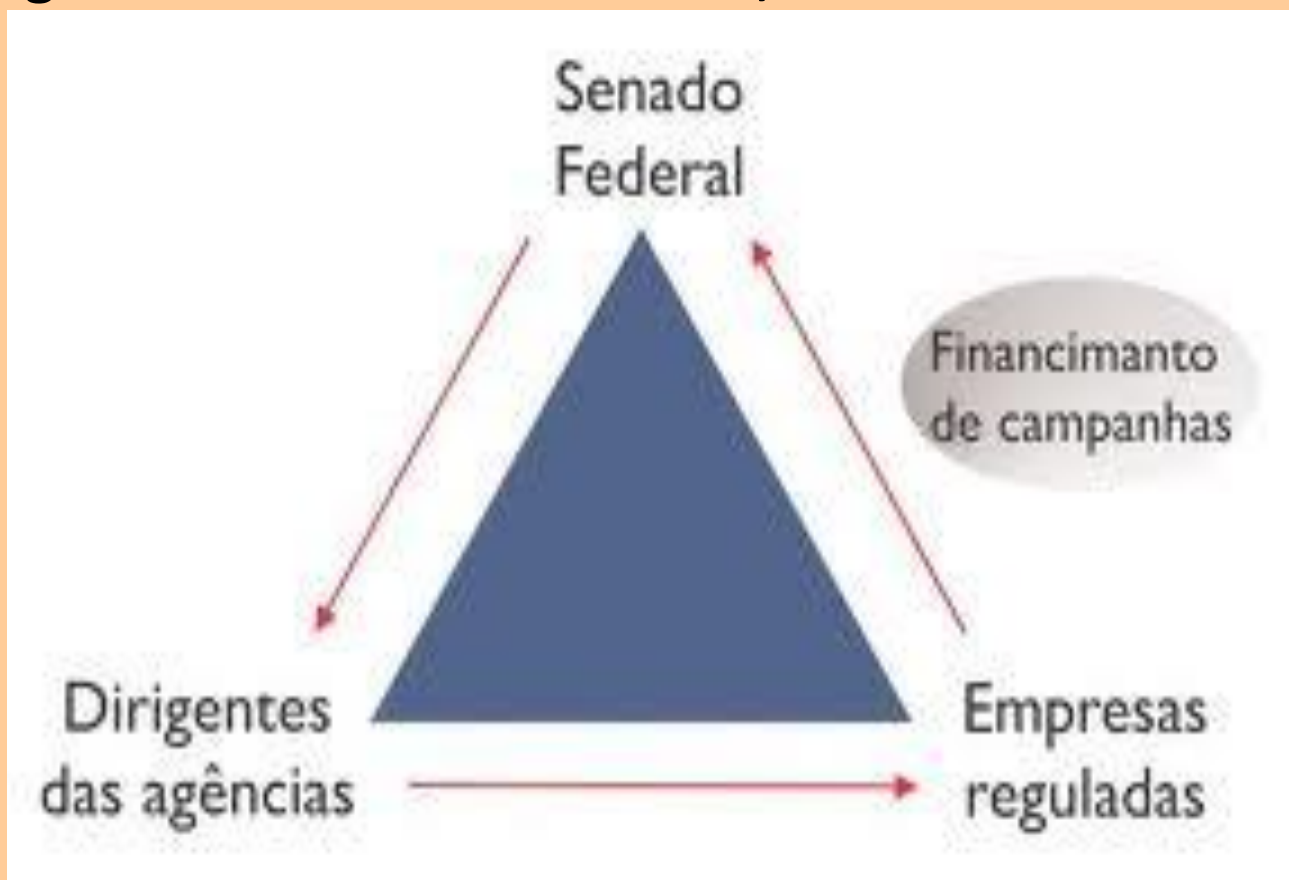 Senado
Federal
Financimanto
de campanhas
Dirigentes
das agências
Empresas
reguladas